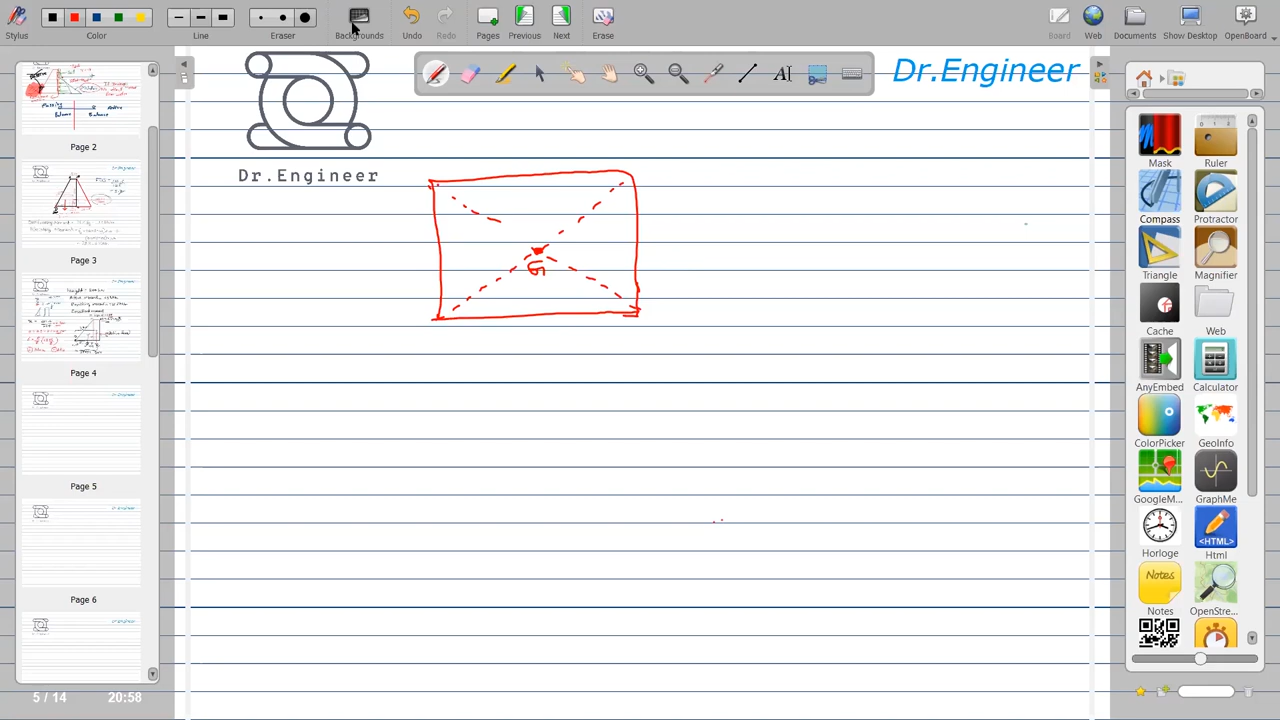 Stylus
Color
Line
Eraser
Backgrounds
Undo
Redo
Pages
Previous
Next
Erase
Board
Web
Documents
Show Desktop
OpenBoard
Dr.Engineer
Dr.Engineer
G
Page 2
Page 3
Page 4
Page 5
Page 6
5 / 14
20:58
Mask
Ruler
Compass
Protractor
Triangle
Magnifier
Cache
Web
AnyEmbed
Calculator
ColorPicker
GeoInfo
GoogleM...
GraphMe
Horloge
<HTML>
Html
Notes
Notes
OpenStre...